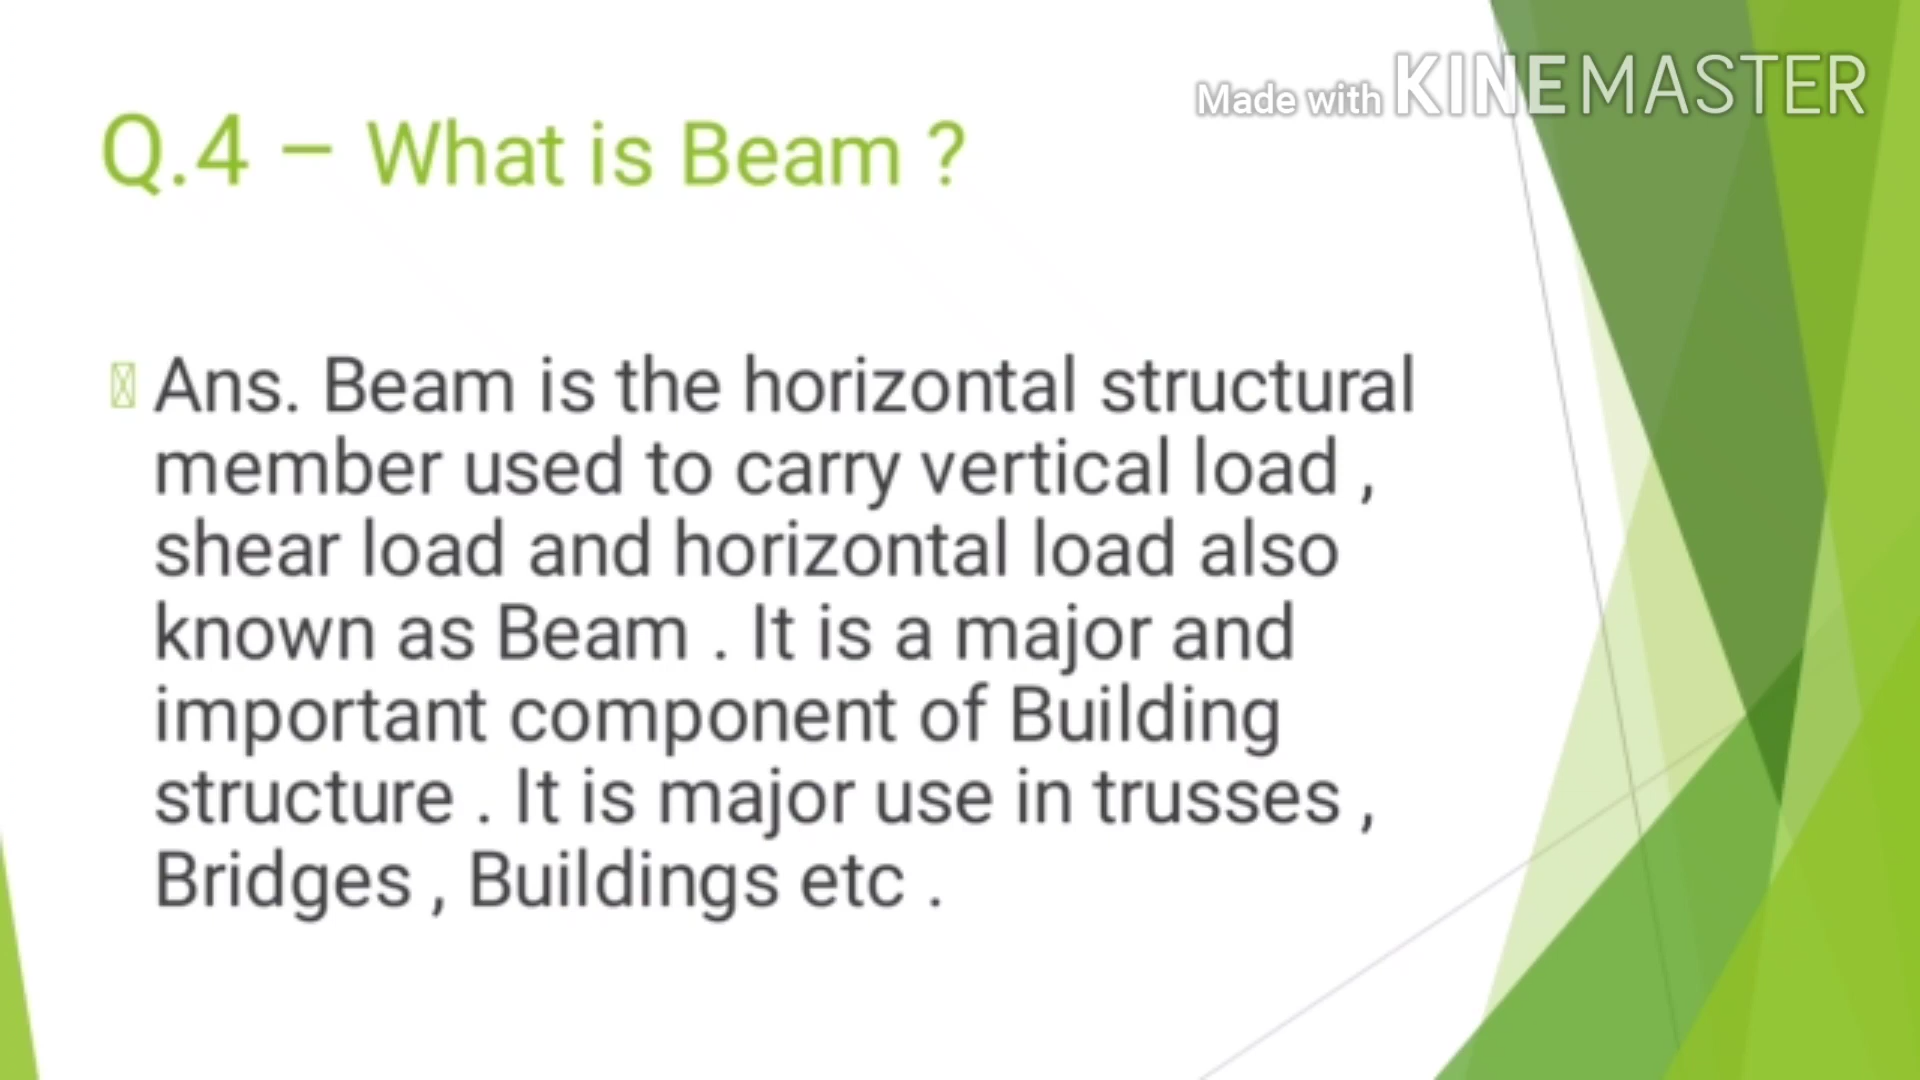 Made with KINEMASTER
Q.4 – What is Beam ?
Ans. Beam is the horizontal structural
member used to carry vertical load ,
shear load and horizontal load also
known as Beam . It is a major and
important component of Building
structure . It is major use in trusses ,
Bridges , Buildings etc .